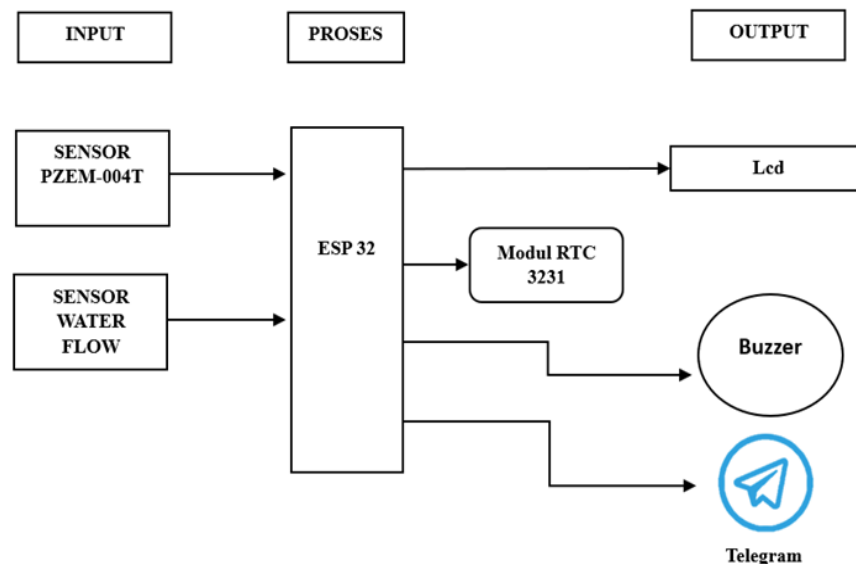 INPUT
PROSES
OUTPUT
SENSOR
PZEM-004T
SENSOR
WATER
FLOW
ESP 32
Lcd
Modul RTC
3231
Buzzer
Telegram